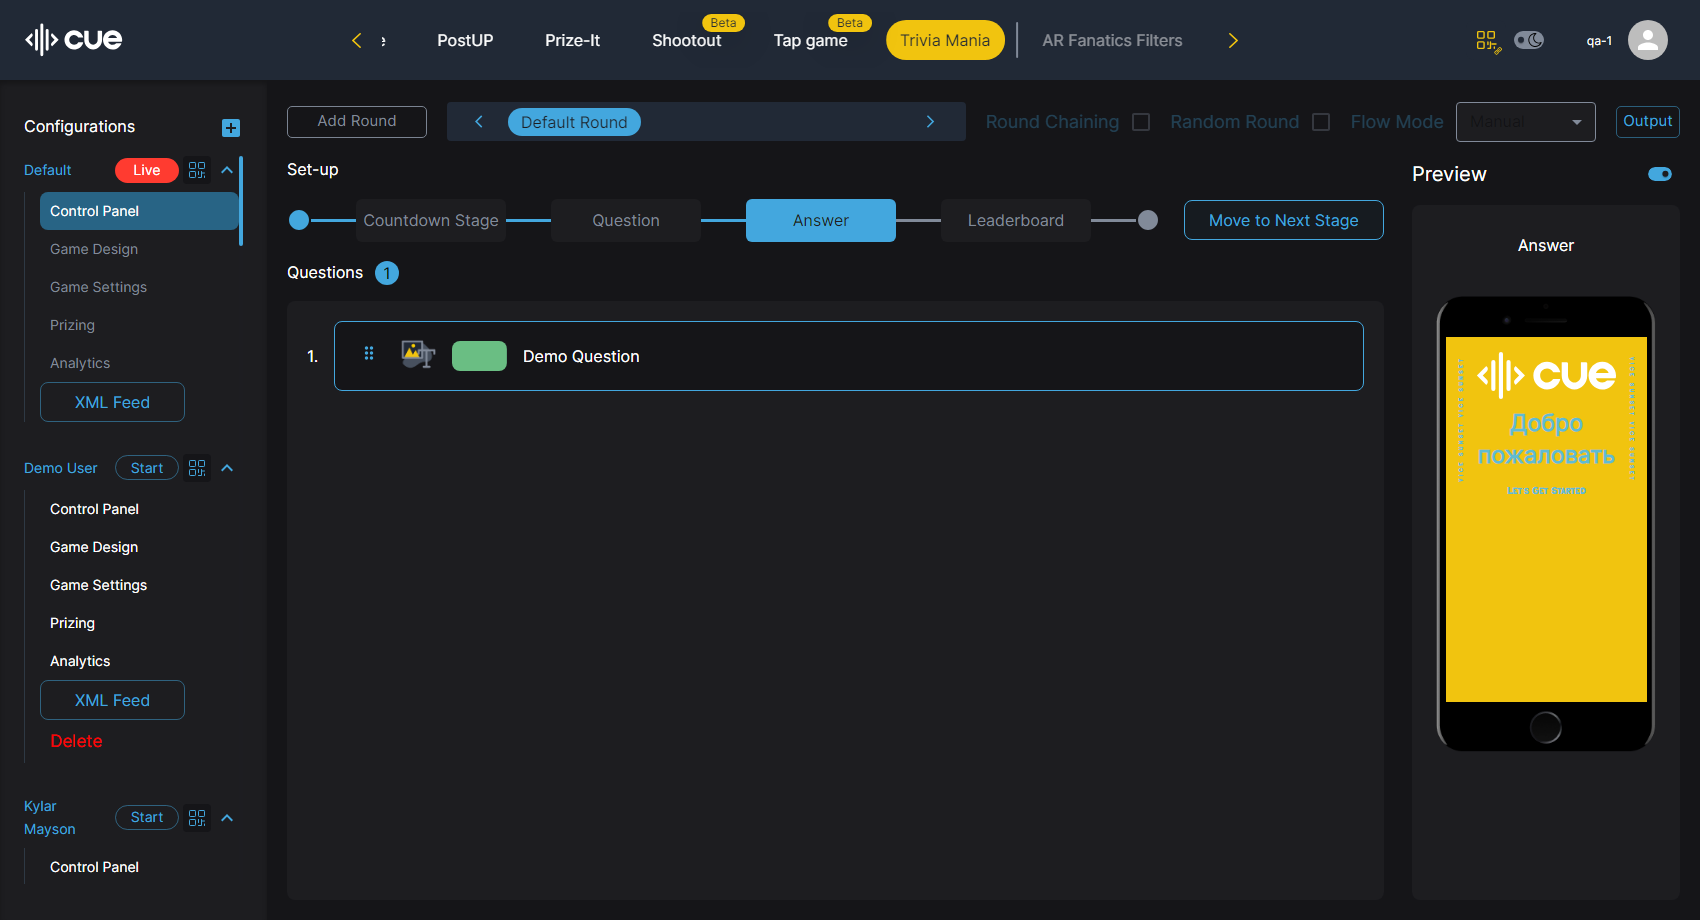 cue
PostUP
Prize-It
Beta
Shootout
Beta
Tap game
Trivia Mania
AR Fanatics Filters
qa-1
Configurations
Default
Live
Control Panel
Game Design
Game Settings
Prizing
Analytics
XML Feed
Demo User
Start
Control Panel
Game Design
Game Settings
Prizing
Analytics
XML Feed
Delete
Kylar
Mayson
Start
Control Panel
Add Round
Default Round
Round Chaining
Random Round
Flow Mode
Manual
Output
Set-up
Countdown Stage
Question
Answer
Leaderboard
Move to Next Stage
Questions 1
1.
Demo Question
Preview
Answer
cue
Добро
пожаловать
Let's Get Started